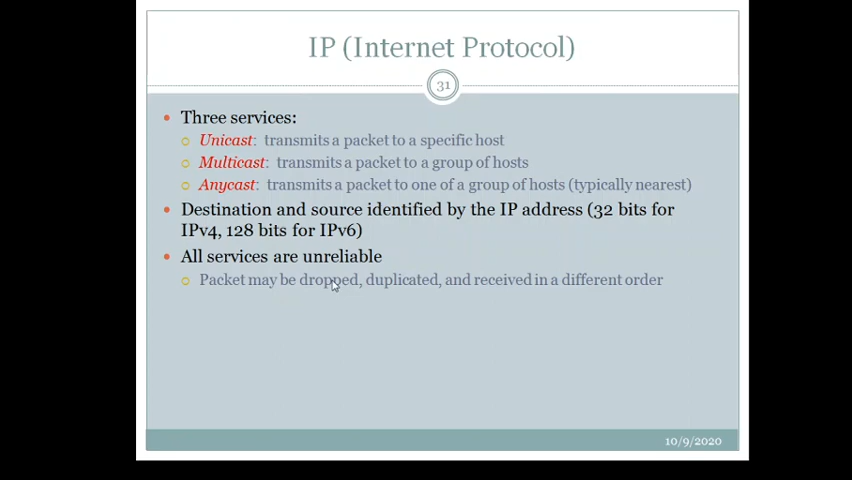 IP (Internet Protocol)
31
Three services:
Unicast: transmits a packet to a specific host
Multicast: transmits a packet to a group of hosts
Anycast: transmits a packet to one of a group of hosts (typically nearest)
Destination and source identified by the IP address (32 bits for
IPv4, 128 bits for IPv6)
All services are unreliable
Packet may be dropped, duplicated, and received in a different order
10/9/2020